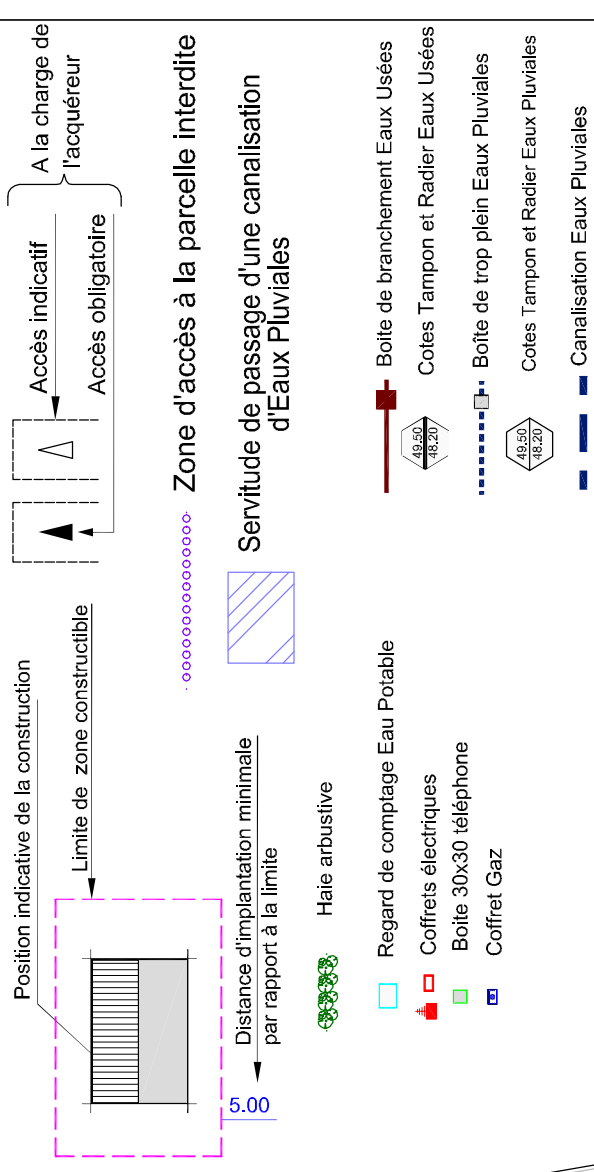 Position indicative de la construction
Limite de zone constructible
Distance d'implantation minimale
par rapport à la limite
5.00
Haie arbustive
Regard de comptage Eau Potable
Coffrets électriques
Boite 30x30 téléphone
Coffret Gaz
Accès indicatif
Accès obligatoire
A la charge de
l'acquéreur
Zone d'accès à la parcelle interdite
Servitude de passage d'une canalisation
d'Eaux Pluviales
Boite de branchement Eaux Usées
49.50
48.20
Cotes Tampon et Radier Eaux Usées
Boîte de trop plein Eaux Pluviales
49.50
48.20
Cotes Tampon et Radier Eaux Pluviales
Canalisation Eaux Pluviales